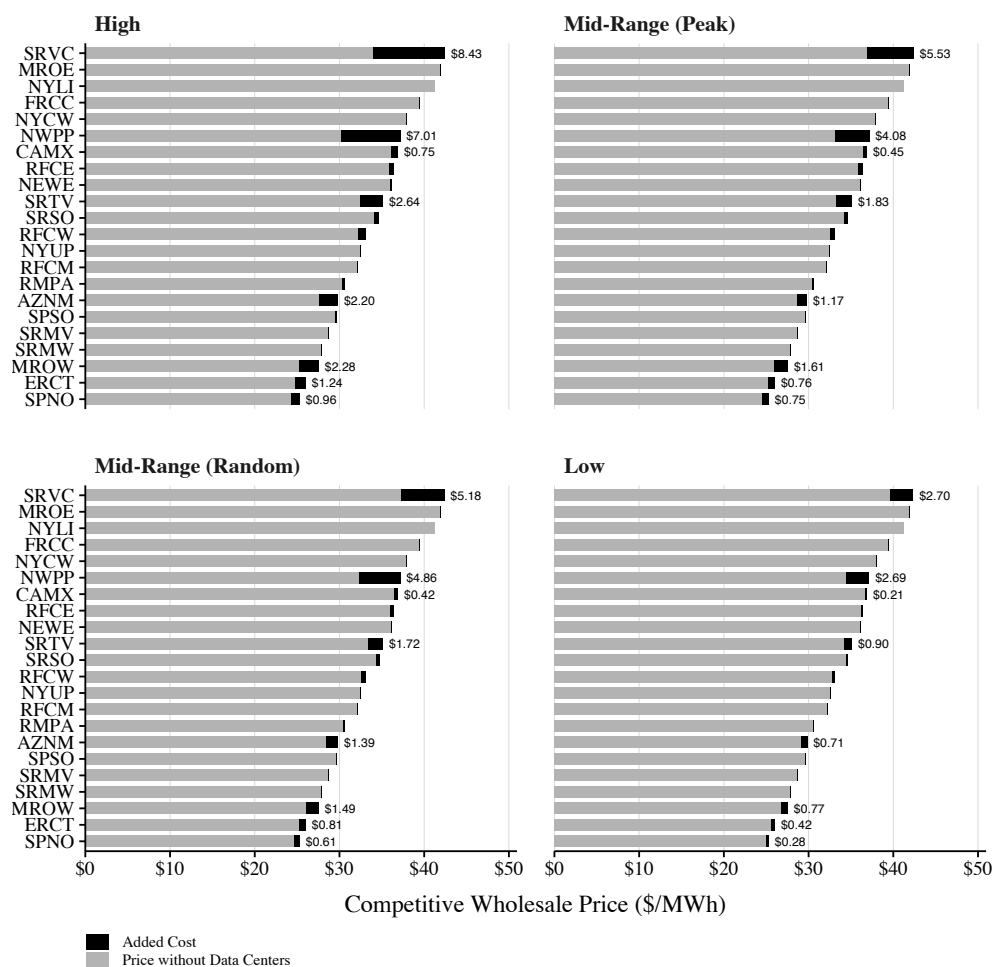 High
Mid-Range (Peak)
SRVC $8.43 $5.53
MROE
NYLI
FRCC
NYCW
NWPP $7.01 $4.08
CAMX $0.75 $0.45
RFCE
NEWE
SRTV $2.64 $1.83
SRSO
RFCW
NYUP
RFCM
RMPA
AZNM $2.20 $1.17
SPSO
SRMV
SRMW
MROW $2.28 $1.61
ERCT $1.24 $0.76
SPNO $0.96 $0.75
Mid-Range (Random)
Low
SRVC $5.18 $2.70
MROE
NYLI
FRCC
NYCW
NWPP $4.86 $2.69
CAMX $0.42 $0.21
RFCE
NEWE
SRTV $1.72 $0.90
SRSO
RFCW
NYUP
RFCM
RMPA
AZNM $1.39 $0.71
SPSO
SRMV
SRMW
MROW $1.49 $0.77
ERCT $0.81 $0.42
SPNO $0.61 $0.28
$0 $10 $20 $30 $40 $50 $0 $10 $20 $30 $40 $50
Competitive Wholesale Price ($/MWh)
Added Cost
Price without Data Centers